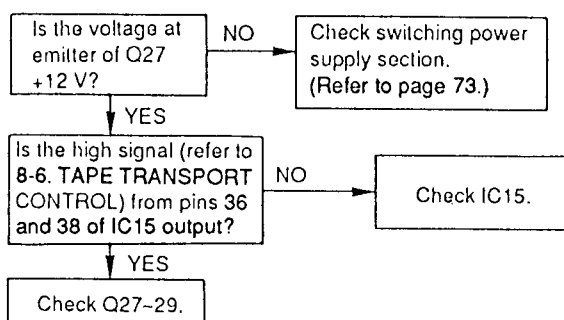 Is the voltage at
emitter of Q27
+12 V?
NO
Check switching power
supply section.
(Refer to page 73.)
YES
Is the high signal (refer to
8-6. TAPE TRANSPORT
CONTROL) from pins 36
and 38 of IC15 output?
NO
Check IC15.
YES
Check Q27~29.